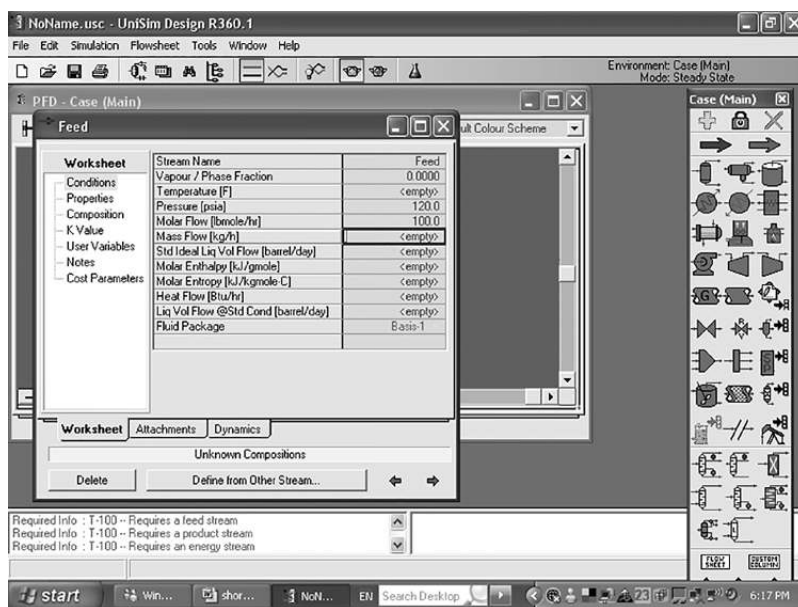 NoName.usc - UniSim Design R360.1
File Edit Simulation Flowsheet Tools Window Help
Environment: Case (Main)
Mode: Steady State
PFD - Case (Main)
Case (Main)
Feed
ult Colour Scheme
Worksheet
Conditions
Properties
Composition
K Value
User Variables
Notes
Cost Parameters
Stream Name Feed
Vapour / Phase Fraction 0.0000
Temperature [F] <empty>
Pressure [psia] 120.0
Molar Flow [lbmole/hr] 100.0
Mass Flow [kg/h] <empty>
Std Ideal Liq Vol Flow [barrel/day] <empty>
Molar Enthalpy [kJ/gmole] <empty>
Molar Entropy [kJ/kgmole-C] <empty>
Heat Flow [Btu/hr] <empty>
Liq Vol Flow @Std Cond [barrel/day] <empty>
Fluid Package Basis-1
Worksheet Attachments Dynamics
Unknown Compositions
Delete Define from Other Stream...
Required Info : T-100 -- Requires a feed stream
Required Info : T-100 -- Requires a product stream
Required Info : T-100 -- Requires an energy stream
FLOW SHEET
CUSTOM COLUMN
start Win... shor... NoN... EN Search Desktop 23 6:17 PM